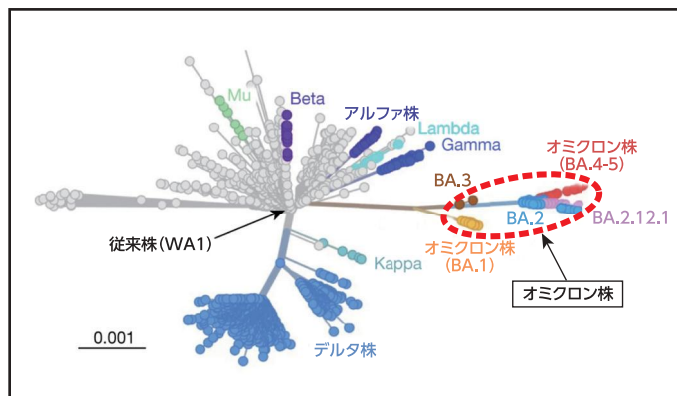 Mu
Beta
アルファ株
Lambda
Gamma
オミクロン株
(BA.4-5)
BA.3
BA.2
BA.2.12.1
従来株(WA1)
オミクロン株
(BA.1)
Kappa
オミクロン株
0.001
デルタ株